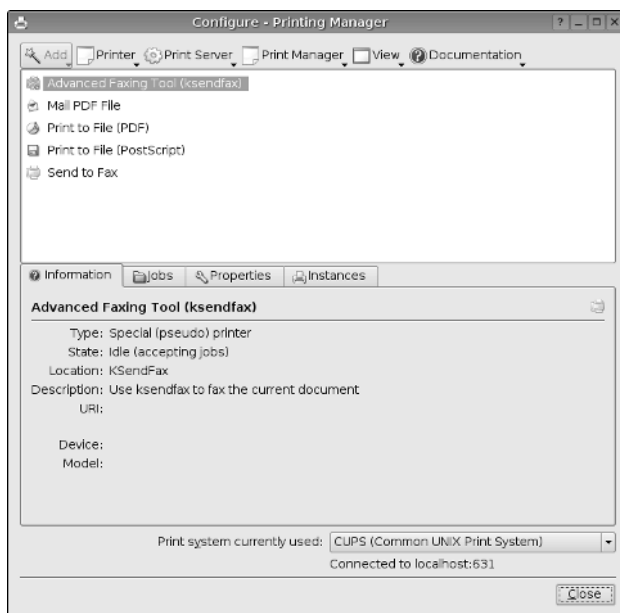 Configure - Printing Manager
Add Printer Print Server Print Manager View Documentation
Advanced Faxing Tool (ksendfax)
Mail PDF File
Print to File (PDF)
Print to File (PostScript)
Send to Fax
Information Jobs Properties Instances
Advanced Faxing Tool (ksendfax)
Type: Special (pseudo) printer
State: Idle (accepting jobs)
Location: KSendFax
Description: Use ksendfax to fax the current document
URI:
Device:
Model:
Print system currently used: CUPS (Common UNIX Print System)
Connected to localhost:631
Close